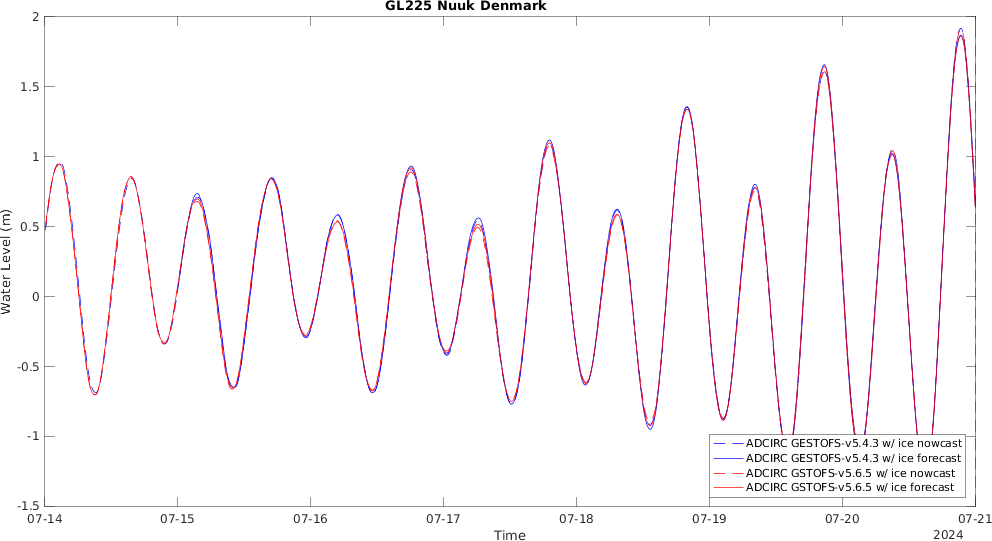 GL225 Nuuk Denmark
2
1.5
1
0.5
0
-0.5
-1
-1.5
Water Level (m)
07-14
07-15
07-16
07-17
07-18
07-19
07-20
07-21
Time
2024
ADCIRC GESTOFS-v5.4.3 w/ ice nowcast
ADCIRC GESTOFS-v5.4.3 w/ ice forecast
ADCIRC GSTOFS-v5.6.5 w/ ice nowcast
ADCIRC GSTOFS-v5.6.5 w/ ice forecast